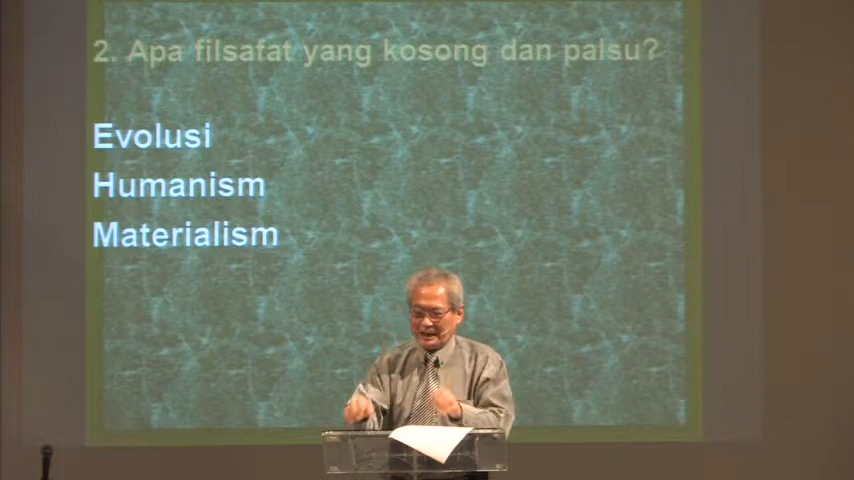 2. Apa filsafat yang kosong dan palsu?
Evolusi
Humanism
Materialism